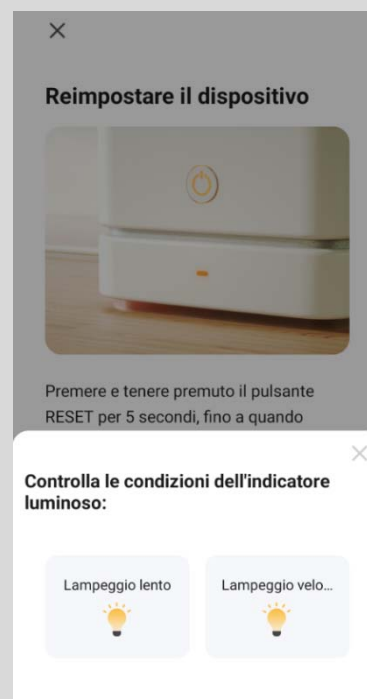 Reimpostare il dispositivo
Premere e tenere premuto il pulsante
RESET per 5 secondi, fino a quando
Controlla le condizioni dell'indicatore
luminoso:
Lampeggio lento
Lampeggio velo...